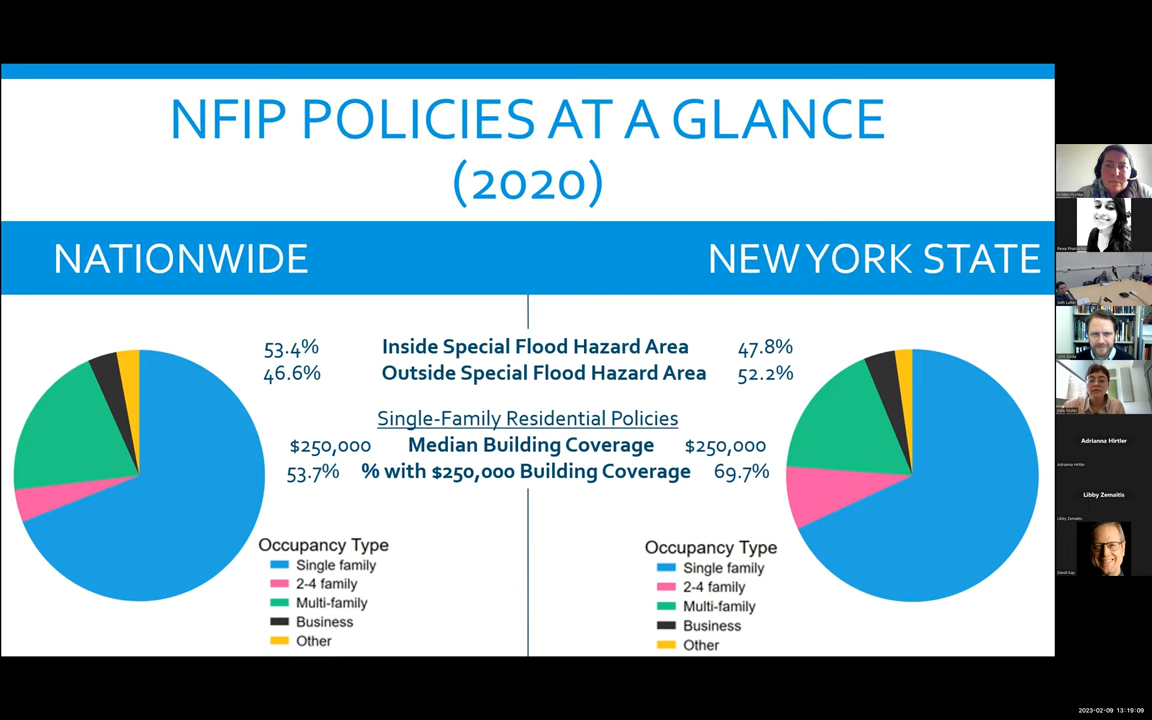 NFIP POLICIES AT A GLANCE
(2020)
NATIONWIDE
NEW YORK STATE
53.4% Inside Special Flood Hazard Area 47.8%
46.6% Outside Special Flood Hazard Area 52.2%
Single-Family Residential Policies
$250,000 Median Building Coverage $250,000
53.7% % with $250,000 Building Coverage 69.7%
Occupancy Type
Single family
2-4 family
Multi-family
Business
Other
Occupancy Type
Single family
2-4 family
Multi-family
Business
Other
Adrianna Hirtler
Adrianna Hirtler
Libby Zemaitis
Libby Zemaitis
David Kay
2023-02-09 13:19:09